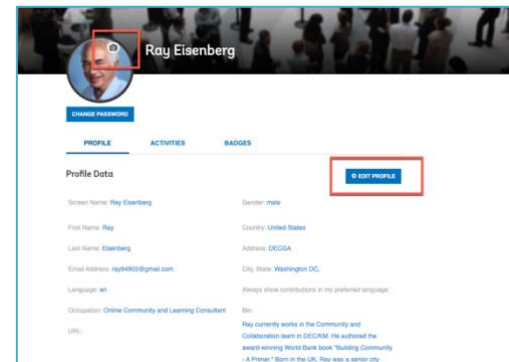 Ray Eisenberg
CHANGE PASSWORD
PROFILE ACTIVITIES BADGES
Profile Data
EDIT PROFILE
Screen Name: Ray Eisenberg Gender: male
First Name: Ray Country: United States
Last Name: Eisenberg Address: DECGA
Email Address: ray94903@gmail.com City, State: Washington DC,
Language: en Always show contributions in my preferred language:
Occupation: Online Community and Learning Consultant Bio:
URL: Ray currently works in the Community and
Collaboration team in DEC/KM. He authored the
award-winning World Bank book "Building Community
- A Primer." Born in the UK, Ray was a senior city